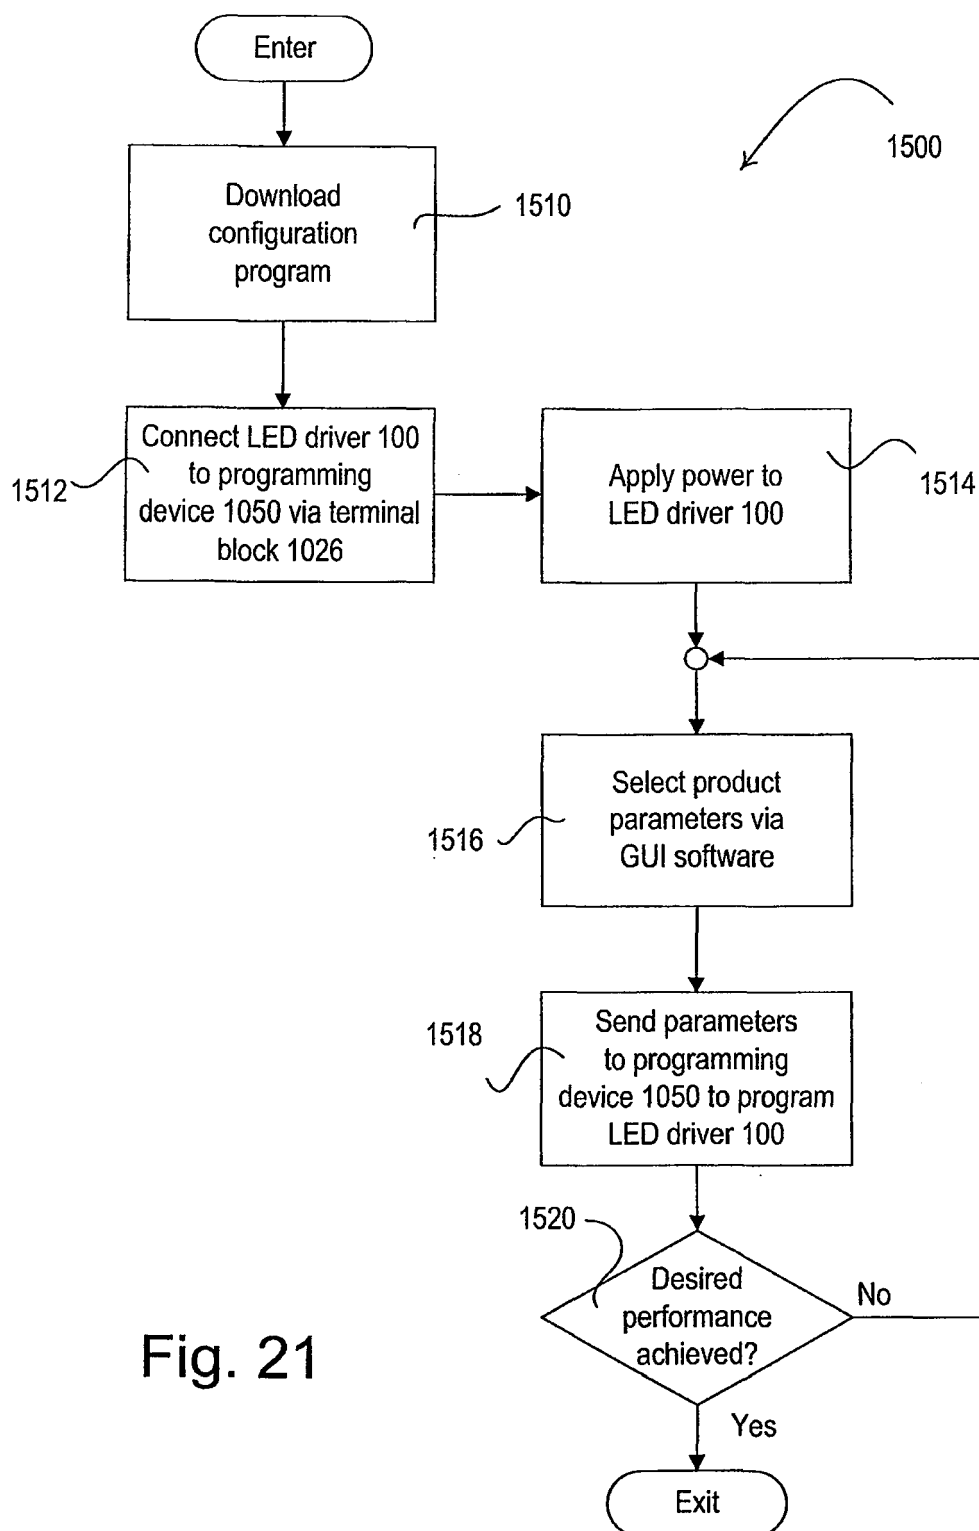 Enter
1500
Download
configuration
program
1510
Connect LED driver 100
to programming
device 1050 via terminal
block 1026
1512
Apply power to
LED driver 100
1514
Select product
parameters via
GUI software
1516
Send parameters
to programming
device 1050 to program
LED driver 100
1518
1520
Desired
performance
achieved?
No
Yes
Exit
Fig. 21